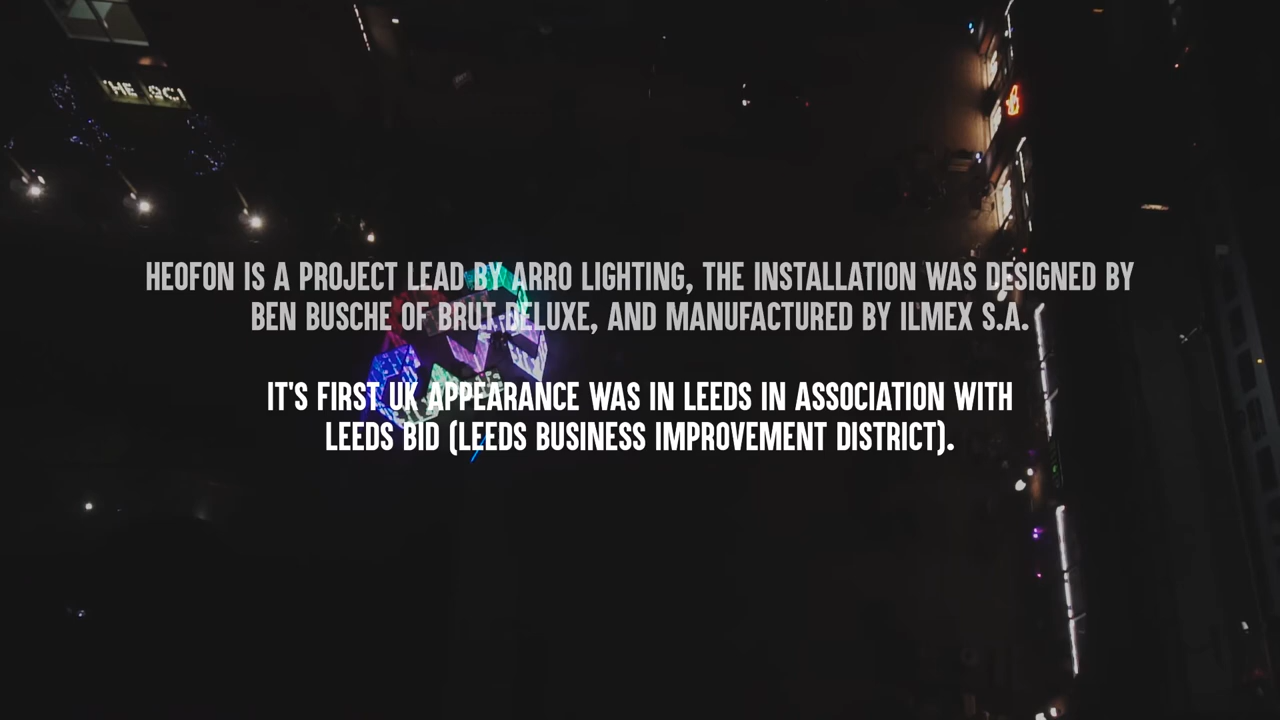 THE
HEOFON IS A PROJECT LEAD BY ARRO LIGHTING, THE INSTALLATION WAS DESIGNED BY
BEN BUSCHE OF BRUT DELUXE, AND MANUFACTURED BY ILMEX S.A.
IT'S FIRST UK APPEARANCE WAS IN LEEDS IN ASSOCIATION WITH
LEEDS BID (LEEDS BUSINESS IMPROVEMENT DISTRICT).